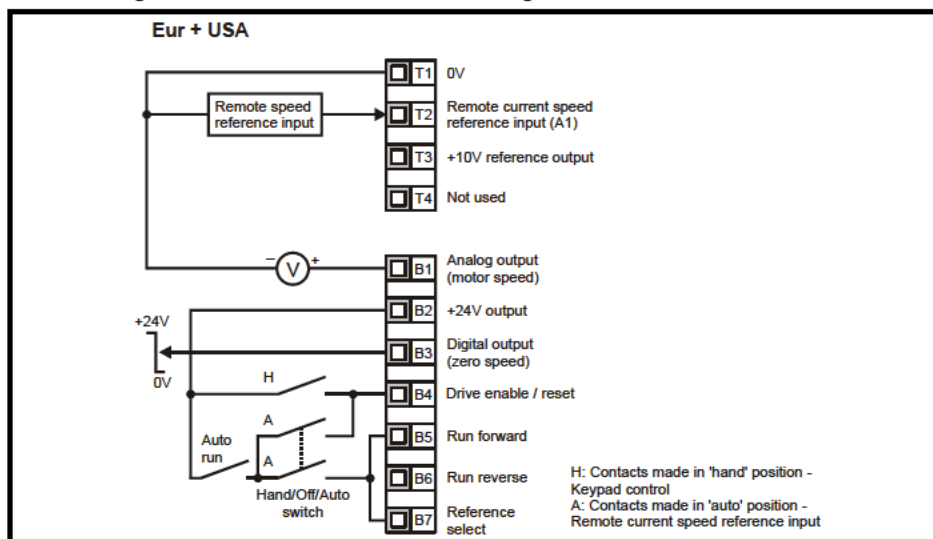 Eur + USA
T1 0V
Remote speed
reference input
T2 Remote current speed
reference input (A1)
T3 +10V reference output
T4 Not used
− V +
B1 Analog output
(motor speed)
B2 +24V output
+24V
0V
B3 Digital output
(zero speed)
H
B4 Drive enable / reset
A
Auto
run
A
B5 Run forward
B6 Run reverse
Hand/Off/Auto
switch
B7 Reference
select
H: Contacts made in 'hand' position -
Keypad control
A: Contacts made in 'auto' position -
Remote current speed reference input